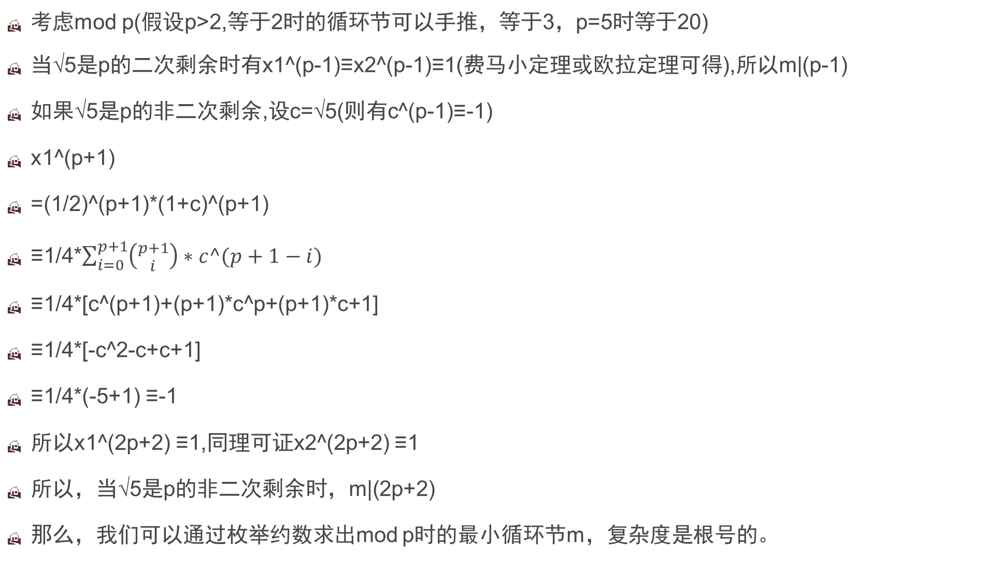 考虑mod p(假设p>2,等于2时的循环节可以手推，等于3，p=5时等于20)
当√5是p的二次剩余时有x1^(p-1)≡x2^(p-1)≡1(费马小定理或欧拉定理可得),所以m|(p-1)
如果√5是p的非二次剩余,设c=√5(则有c^(p-1)≡-1)
x1^(p+1)
=(1/2)^(p+1)*(1+c)^(p+1)
≡1/4*∑_{i=0}^{p+1}(p+1 i)∗c^(p+1−i)
≡1/4*[c^(p+1)+(p+1)*c^p+(p+1)*c+1]
≡1/4*[-c^2-c+c+1]
≡1/4*(-5+1) ≡-1
所以x1^(2p+2) ≡1,同理可证x2^(2p+2) ≡1
所以，当√5是p的非二次剩余时，m|(2p+2)
那么，我们可以通过枚举约数求出mod p时的最小循环节m，复杂度是根号的。